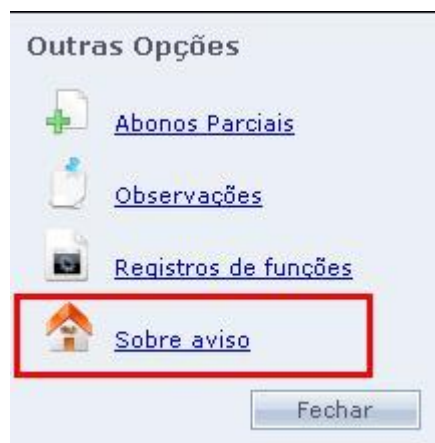 Outras Opções
Abonos Parciais
Observações
Registros de funções
Sobre aviso
Fechar